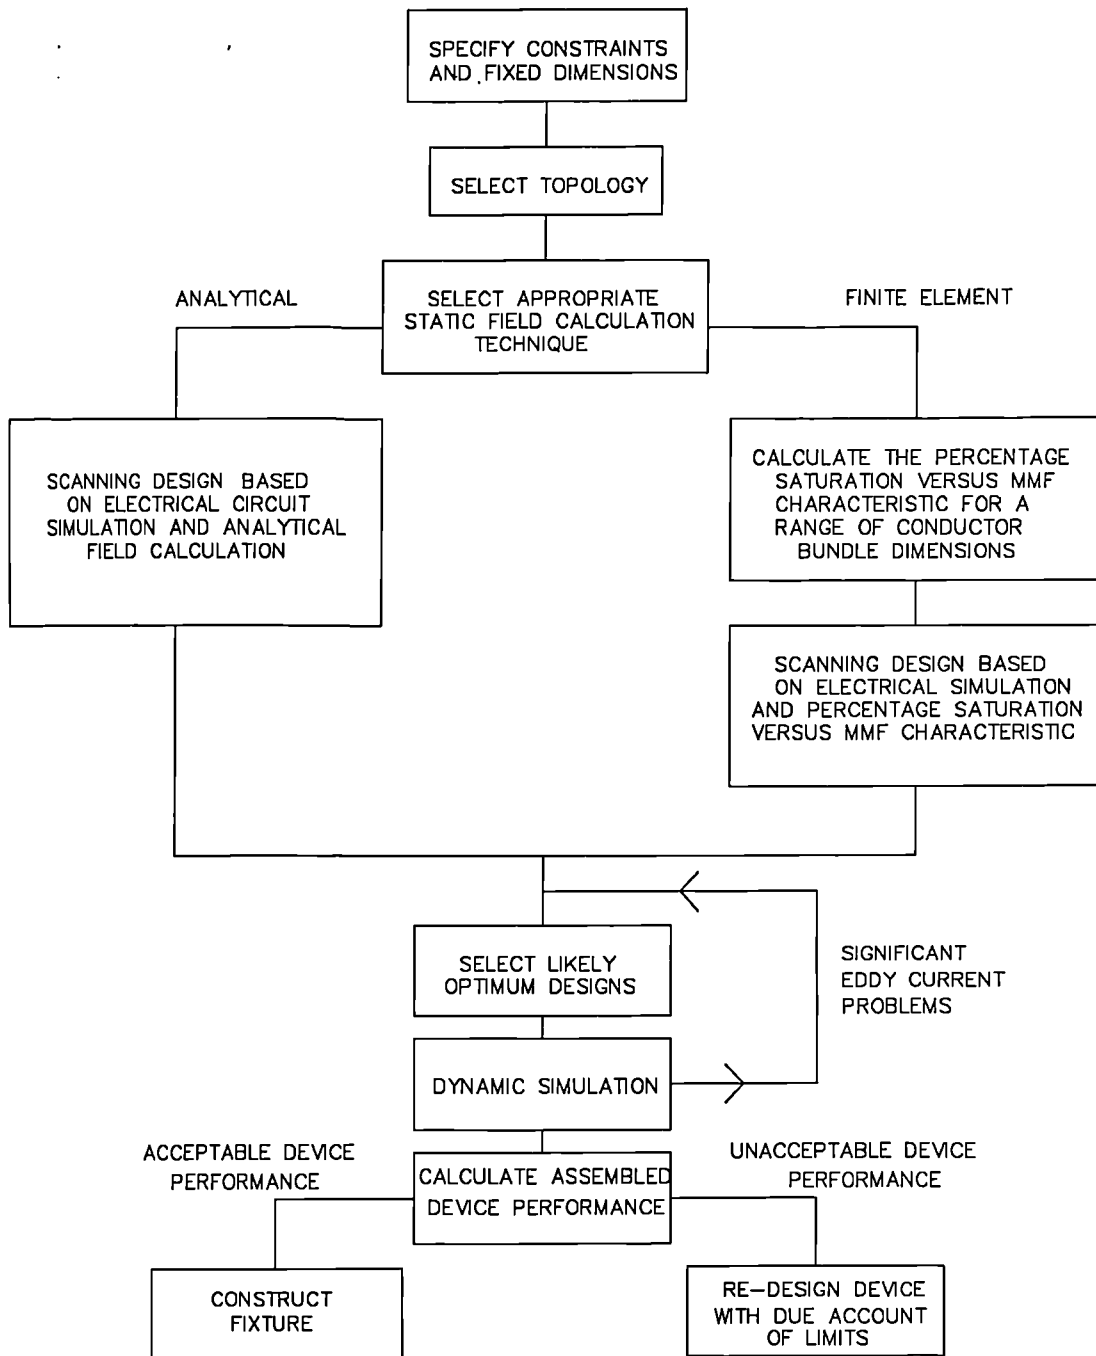 SPECIFY CONSTRAINTS
AND FIXED DIMENSIONS
SELECT TOPOLOGY
ANALYTICAL
SELECT APPROPRIATE
STATIC FIELD CALCULATION
TECHNIQUE
FINITE ELEMENT
SCANNING DESIGN BASED
ON ELECTRICAL CIRCUIT
SIMULATION AND ANALYTICAL
FIELD CALCULATION
CALCULATE THE PERCENTAGE
SATURATION VERSUS MMF
CHARACTERISTIC FOR A
RANGE OF CONDUCTOR
BUNDLE DIMENSIONS
SCANNING DESIGN BASED
ON ELECTRICAL SIMULATION
AND PERCENTAGE SATURATION
VERSUS MMF CHARACTERISTIC
SELECT LIKELY
OPTIMUM DESIGNS
SIGNIFICANT
EDDY CURRENT
PROBLEMS
DYNAMIC SIMULATION
ACCEPTABLE DEVICE
PERFORMANCE
CALCULATE ASSEMBLED
DEVICE PERFORMANCE
UNACCEPTABLE DEVICE
PERFORMANCE
CONSTRUCT
FIXTURE
RE-DESIGN DEVICE
WITH DUE ACCOUNT
OF LIMITS